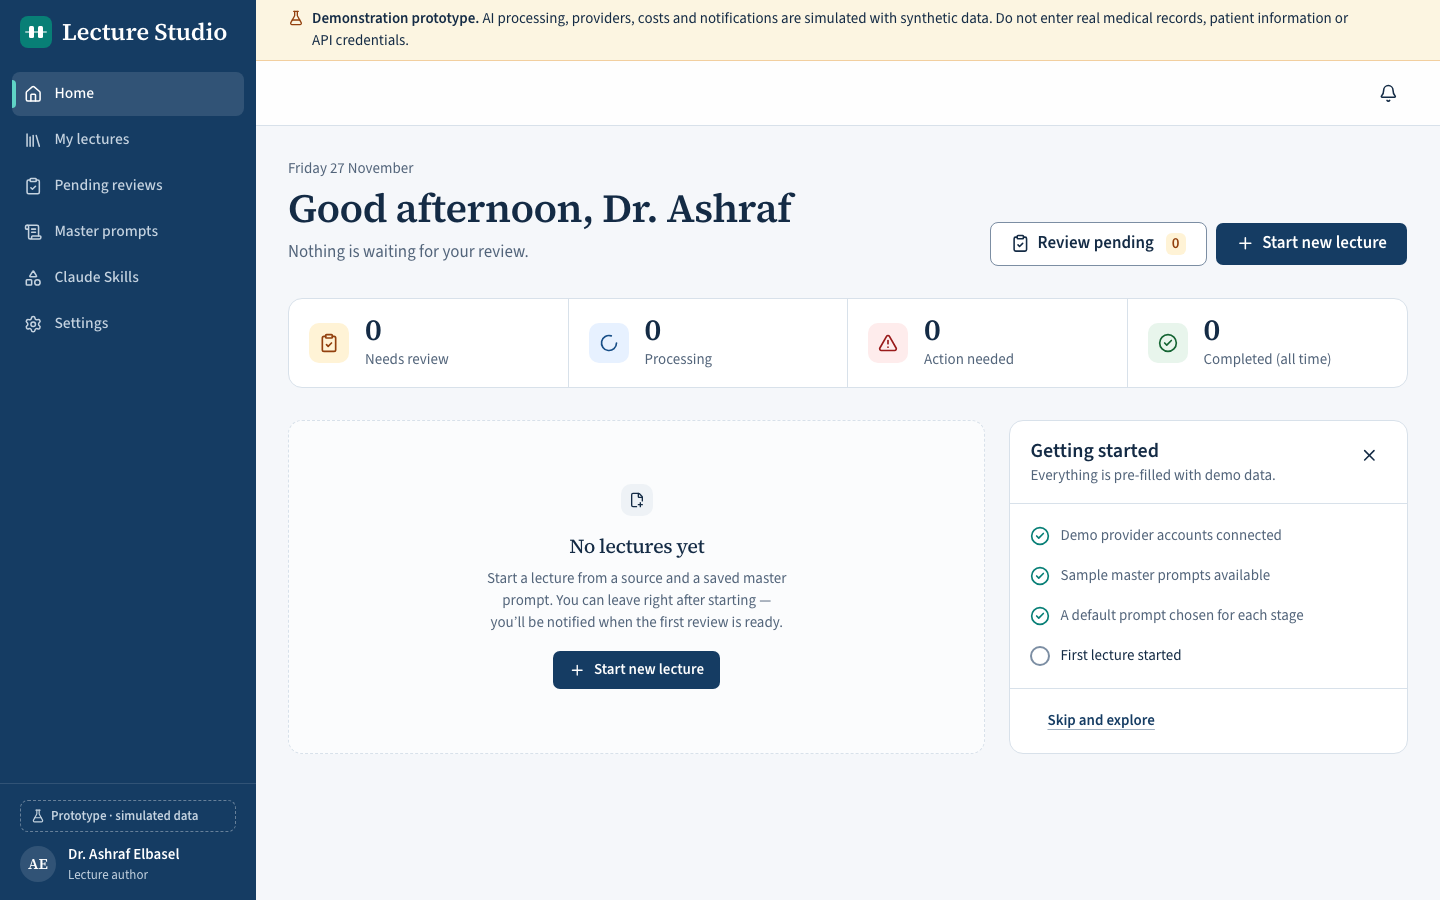 Lecture Studio
Home
My lectures
Pending reviews
Master prompts
Claude Skills
Settings
Prototype · simulated data
AE
Dr. Ashraf Elbasel
Lecture author
Demonstration prototype. AI processing, providers, costs and notifications are simulated with synthetic data. Do not enter real medical records, patient information or
API credentials.
Friday 27 November
Good afternoon, Dr. Ashraf
Nothing is waiting for your review.
Review pending 0
Start new lecture
0
Needs review
0
Processing
0
Action needed
0
Completed (all time)
No lectures yet
Start a lecture from a source and a saved master
prompt. You can leave right after starting —
you’ll be notified when the first review is ready.
Start new lecture
Getting started
Everything is pre-filled with demo data.
Demo provider accounts connected
Sample master prompts available
A default prompt chosen for each stage
First lecture started
Skip and explore